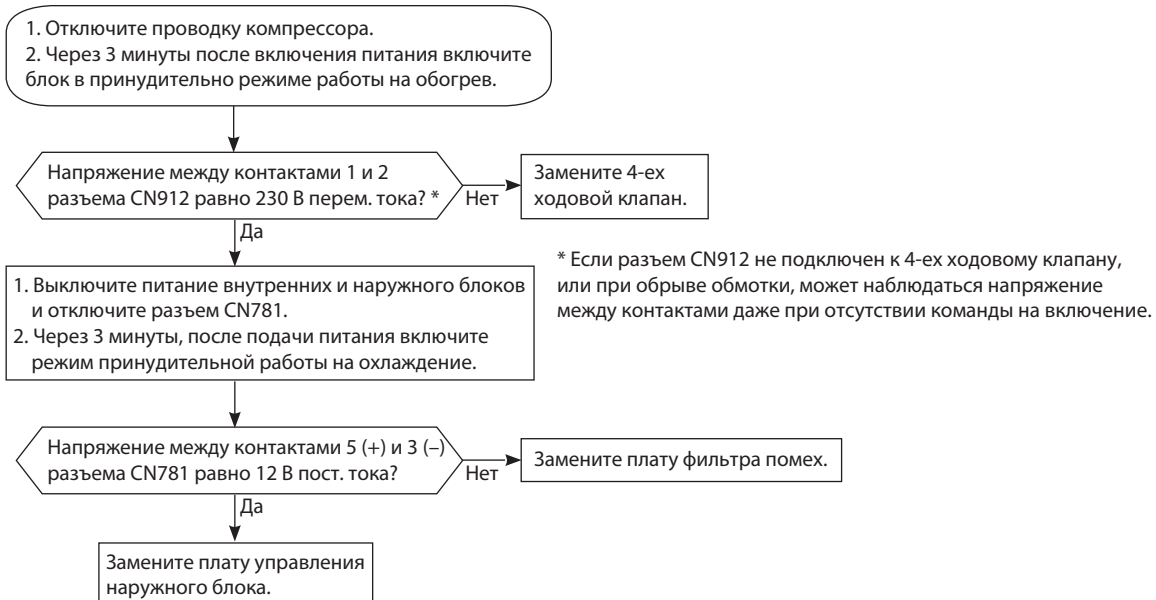 1. Отключите проводку компрессора.
2. Через 3 минуты после включения питания включите
блок в принудительно режиме работы на обогрев.
Напряжение между контактами 1 и 2
разъема CN912 равно 230 В перем. тока? *
Нет
Замените 4-ех
ходовой клапан.
Да
* Если разъем CN912 не подключен к 4-ех ходовому клапану,
или при обрыве обмотки, может наблюдаться напряжение
между контактами даже при отсутствии команды на включение.
1. Выключите питание внутренних и наружного блоков
и отключите разъем CN781.
2. Через 3 минуты, после подачи питания включите
режим принудительной работы на охлаждение.
Напряжение между контактами 5 (+) и 3 (–)
разъема CN781 равно 12 В пост. тока?
Нет
Замените плату фильтра помех.
Да
Замените плату управления
наружного блока.